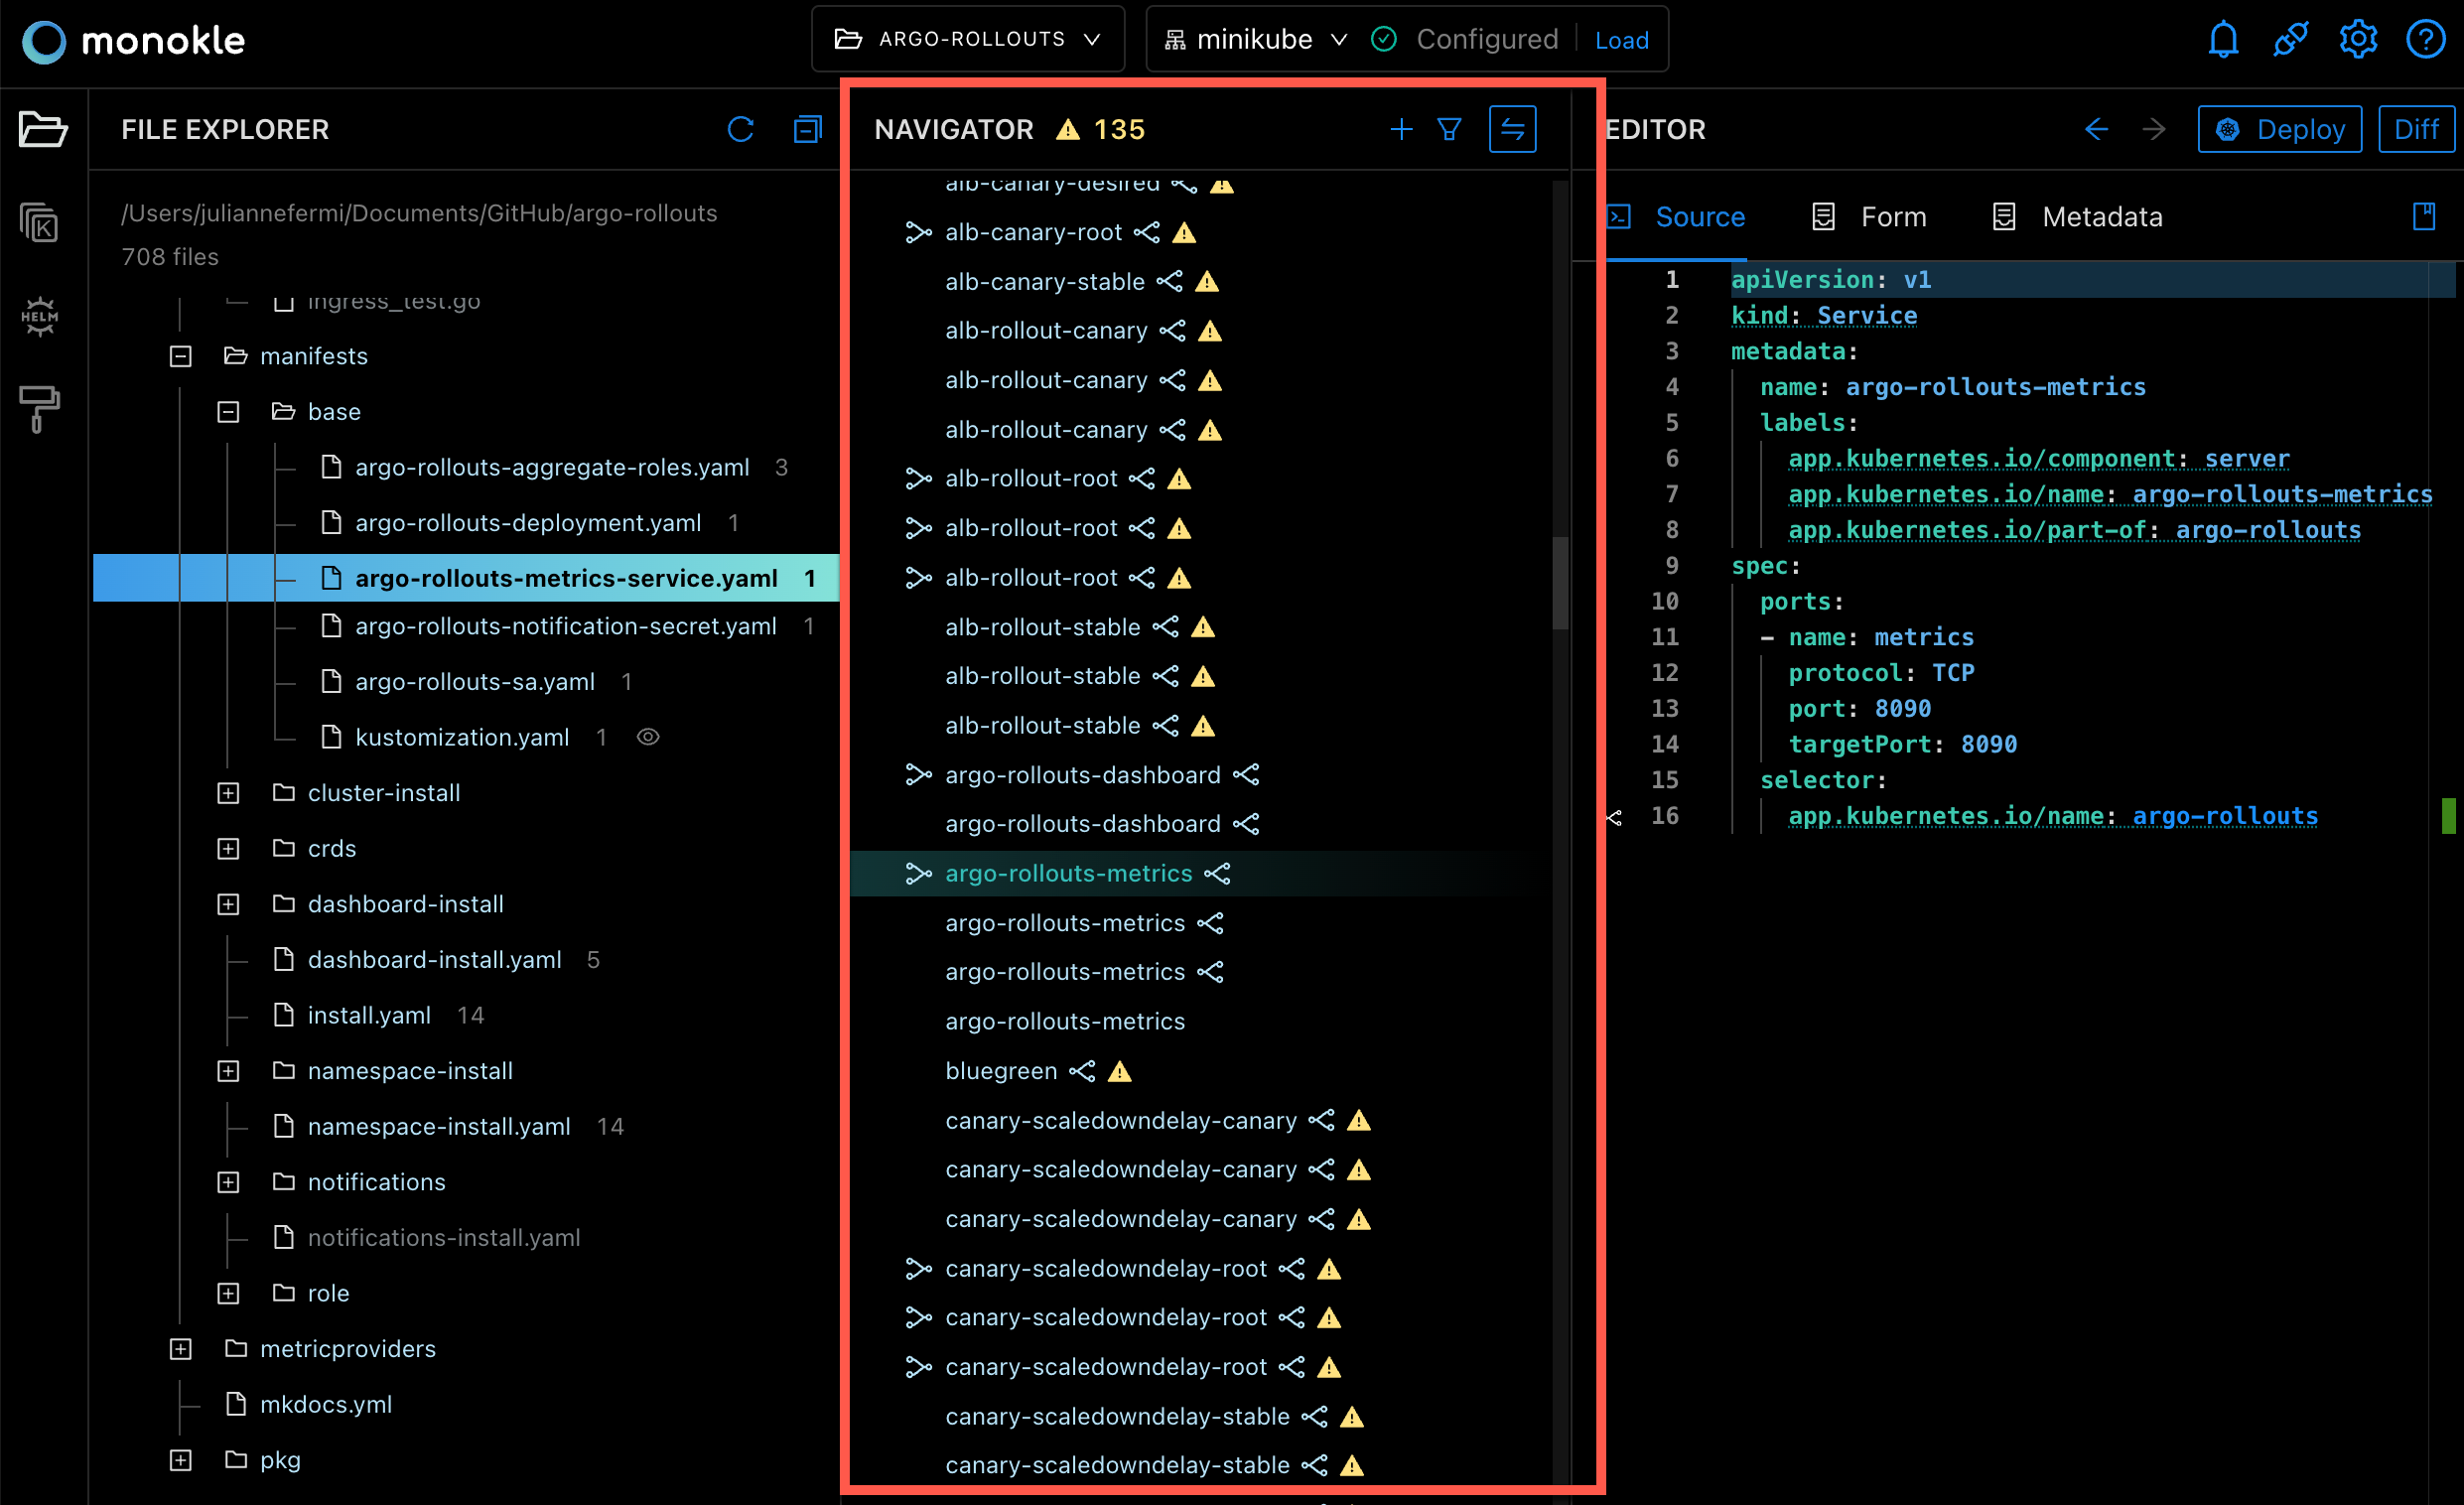 monokle
ARGO-ROLLOUTS
minikube
Configured
Load
FILE EXPLORER
/Users/juliannefermi/Documents/GitHub/argo-rollouts
708 files
ingress_test.go
manifests
base
argo-rollouts-aggregate-roles.yaml 3
argo-rollouts-deployment.yaml 1
argo-rollouts-metrics-service.yaml 1
argo-rollouts-notification-secret.yaml 1
argo-rollouts-sa.yaml 1
kustomization.yaml 1
cluster-install
crds
dashboard-install
dashboard-install.yaml 5
install.yaml 14
namespace-install
namespace-install.yaml 14
notifications
notifications-install.yaml
role
metricproviders
mkdocs.yml
pkg
K
HELM
NAVIGATOR 135
alb-canary-desired
alb-canary-root
alb-canary-stable
alb-rollout-canary
alb-rollout-canary
alb-rollout-canary
alb-rollout-root
alb-rollout-root
alb-rollout-root
alb-rollout-stable
alb-rollout-stable
alb-rollout-stable
argo-rollouts-dashboard
argo-rollouts-dashboard
argo-rollouts-metrics
argo-rollouts-metrics
argo-rollouts-metrics
argo-rollouts-metrics
bluegreen
canary-scaledowndelay-canary
canary-scaledowndelay-canary
canary-scaledowndelay-canary
canary-scaledowndelay-root
canary-scaledowndelay-root
canary-scaledowndelay-root
canary-scaledowndelay-stable
canary-scaledowndelay-stable
EDITOR
Deploy
Diff
Source
Form
Metadata
1 apiVersion: v1
2 kind: Service
3 metadata:
4 name: argo-rollouts-metrics
5 labels:
6 app.kubernetes.io/component: server
7 app.kubernetes.io/name: argo-rollouts-metrics
8 app.kubernetes.io/part-of: argo-rollouts
9 spec:
10 ports:
11 - name: metrics
12 protocol: TCP
13 port: 8090
14 targetPort: 8090
15 selector:
16 app.kubernetes.io/name: argo-rollouts